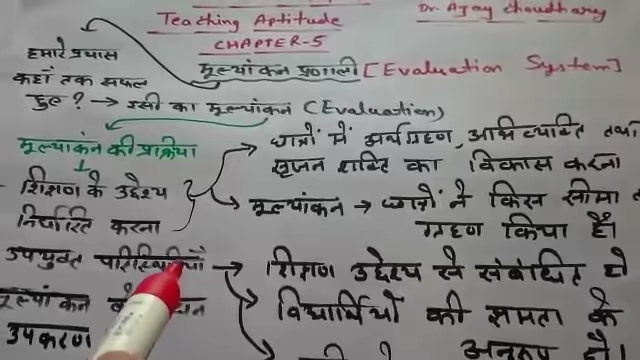 Teaching Aptitude
Dr. Ajay Choudhary
CHAPTER-5
मूल्यांकन प्रणाली [Evaluation System]
हमारे प्रयास
कहाँ तक सफल
हुए? → इसी का मूल्यांकन (Evaluation)
मूल्यांकन की प्राक्रिया
शिक्षण के उद्देश्य
निर्धारित करना
छात्रों में अर्थग्रहण, अभिव्यक्ति तथा
सृजन शक्ति का विकास करना
मूल्यांकन → छात्रों ने किस सीमा
ग्रहण किया है।
उपयुक्त परिस्थितियाँ → शिक्षण उद्देश्य से संबंधित हो
विद्यार्थियों की क्षमता के
अनुरूप हो।
मूल्यांकन के
उपकरण